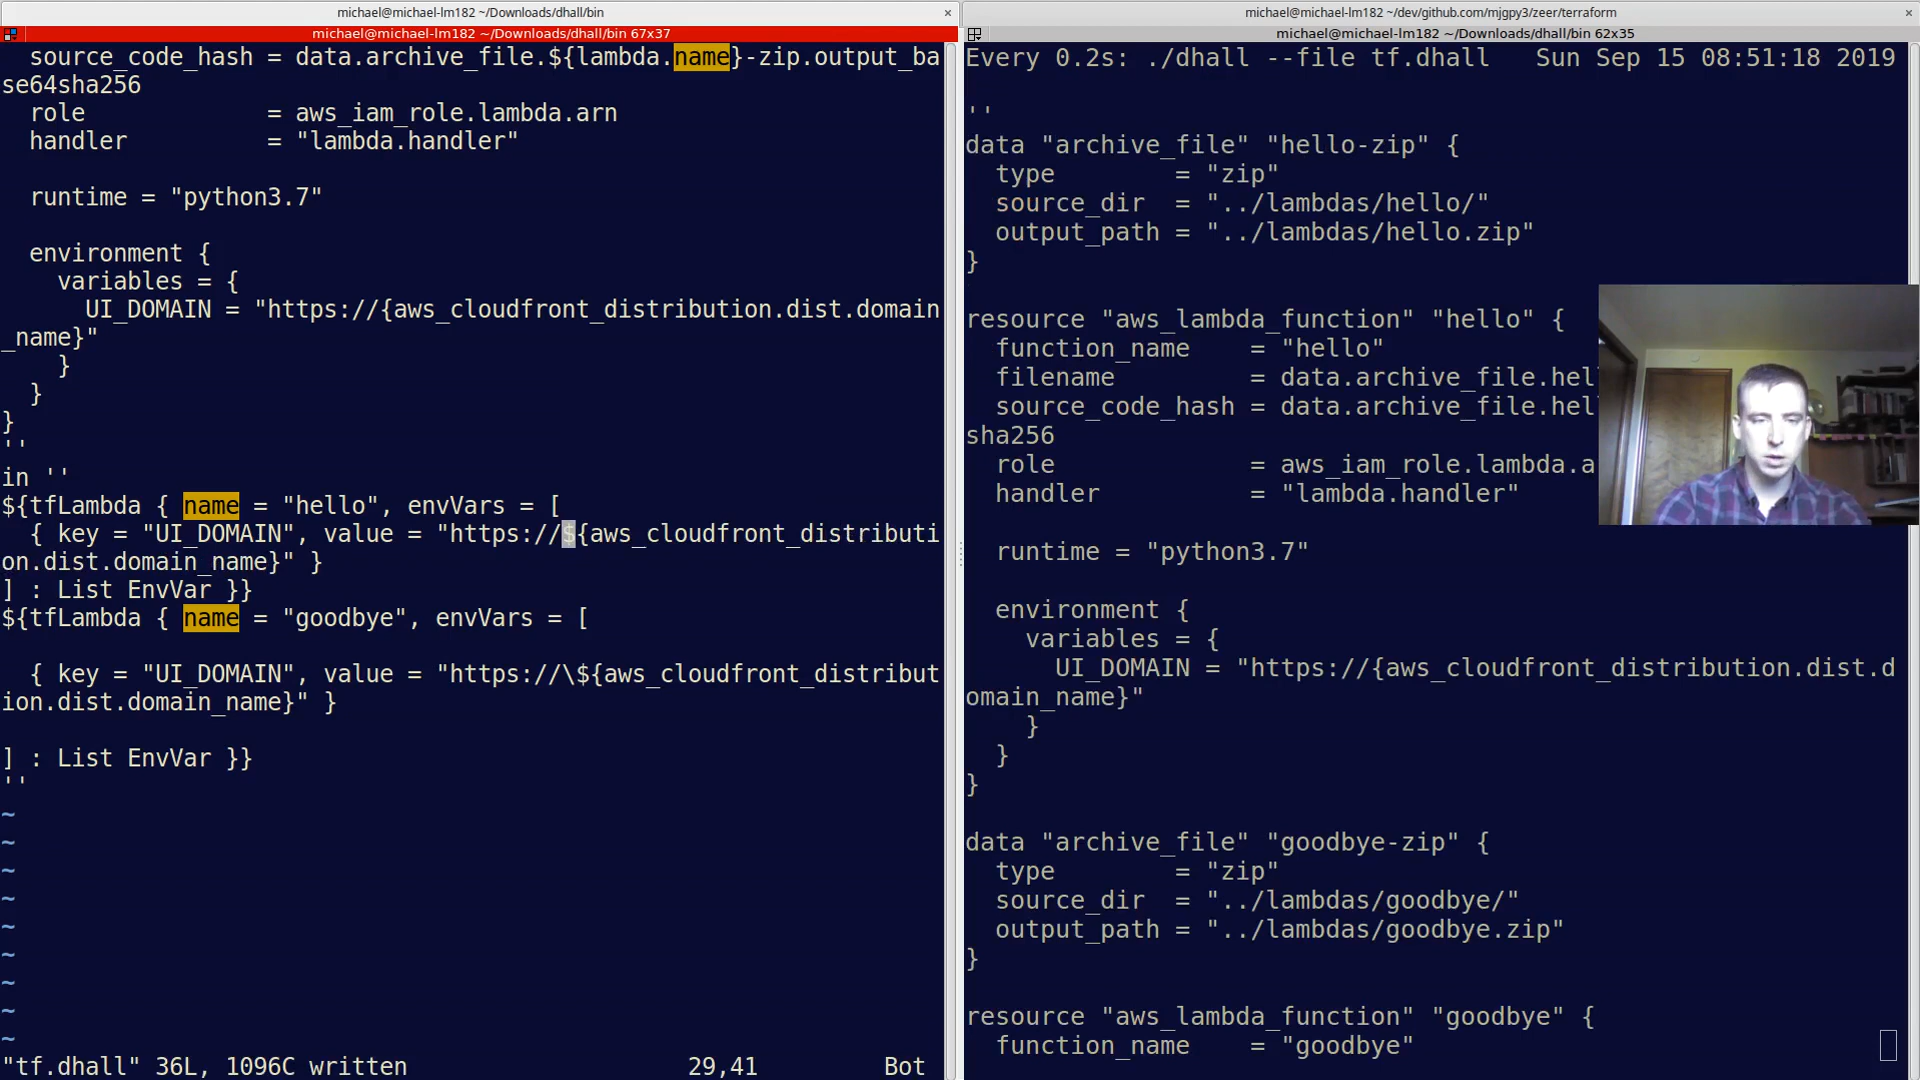 michael@michael-lm182 ~/Downloads/dhall/bin
michael@michael-lm182 ~/Downloads/dhall/bin 67x37
  source_code_hash = data.archive_file.${lambda.name}-zip.output_ba
se64sha256
  role             = aws_iam_role.lambda.arn
  handler          = "lambda.handler"
  runtime = "python3.7"
  environment {
    variables = {
      UI_DOMAIN = "https://{aws_cloudfront_distribution.dist.domain
_name}"
    }
  }
}
''
in ''
${tfLambda { name = "hello", envVars = [
  { key = "UI_DOMAIN", value = "https://${aws_cloudfront_distributi
on.dist.domain_name}" }
] : List EnvVar }}
${tfLambda { name = "goodbye", envVars = [
  { key = "UI_DOMAIN", value = "https://\${aws_cloudfront_distribut
ion.dist.domain_name}" }
] : List EnvVar }}
''
~
~
~
~
~
~
~
~
~
"tf.dhall" 36L, 1096C written                    29,41         Bot
michael@michael-lm182 ~/dev/github.com/mjgpy3/zeer/terraform
michael@michael-lm182 ~/Downloads/dhall/bin 62x35
Every 0.2s: ./dhall --file tf.dhall   Sun Sep 15 08:51:18 2019
''
data "archive_file" "hello-zip" {
  type        = "zip"
  source_dir  = "../lambdas/hello/"
  output_path = "../lambdas/hello.zip"
}
resource "aws_lambda_function" "hello" {
  function_name    = "hello"
  filename         = data.archive_file.hel
  source_code_hash = data.archive_file.hel
sha256
  role             = aws_iam_role.lambda.a
  handler          = "lambda.handler"
  runtime = "python3.7"
  environment {
    variables = {
      UI_DOMAIN = "https://{aws_cloudfront_distribution.dist.d
omain_name}"
    }
  }
}
data "archive_file" "goodbye-zip" {
  type        = "zip"
  source_dir  = "../lambdas/goodbye/"
  output_path = "../lambdas/goodbye.zip"
}
resource "aws_lambda_function" "goodbye" {
  function_name    = "goodbye"